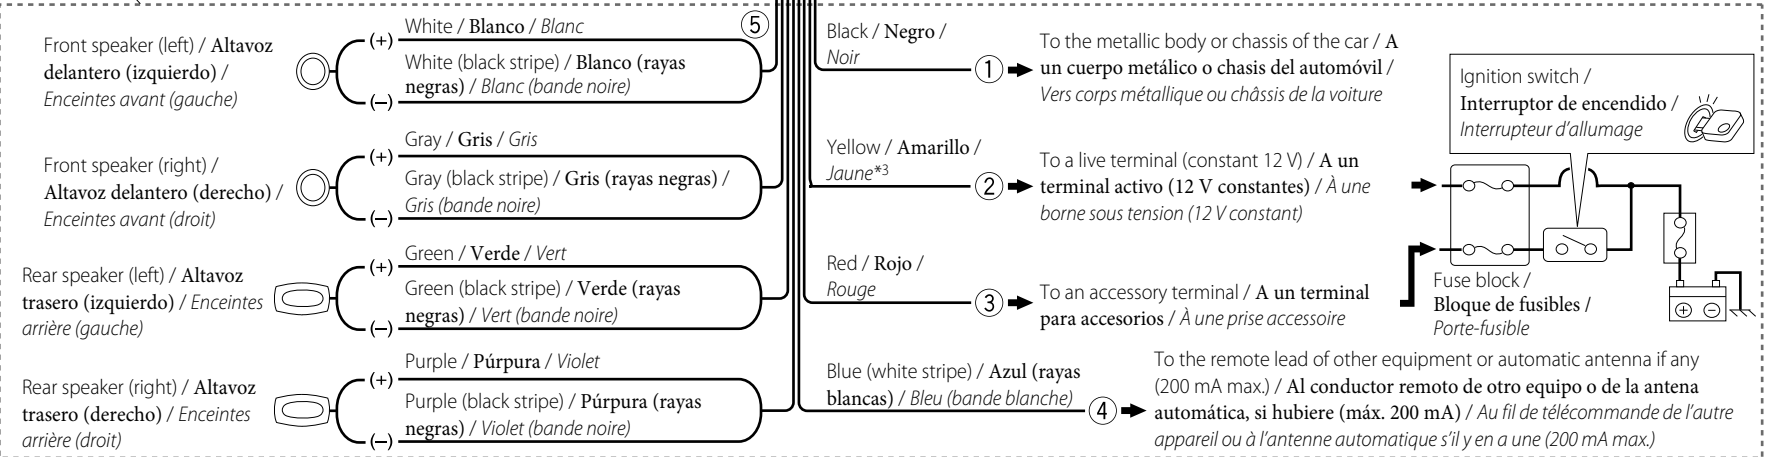 Front speaker (left) / Altavoz
delantero (izquierdo) /
Enceintes avant (gauche)
(+)
White / Blanco / Blanc
White (black stripe) / Blanco (rayas
negras) / Blanc (bande noire)
(–)
5
Front speaker (right) /
Altavoz delantero (derecho) /
Enceintes avant (droit)
(+)
Gray / Gris / Gris
Gray (black stripe) / Gris (rayas negras) /
Gris (bande noire)
(–)
Rear speaker (left) / Altavoz
trasero (izquierdo) / Enceintes
arrière (gauche)
(+)
Green / Verde / Vert
Green (black stripe) / Verde (rayas
negras) / Vert (bande noire)
(–)
Rear speaker (right) / Altavoz
trasero (derecho) / Enceintes
arrière (droit)
(+)
Purple / Púrpura / Violet
Purple (black stripe) / Púrpura (rayas
negras) / Violet (bande noire)
(–)
Black / Negro /
Noir
1
To the metallic body or chassis of the car / A
un cuerpo metálico o chasis del automóvil /
Vers corps métallique ou châssis de la voiture
Yellow / Amarillo /
Jaune*3
2
To a live terminal (constant 12 V) / A un
terminal activo (12 V constantes) / À une
borne sous tension (12 V constant)
Red / Rojo /
Rouge
3
To an accessory terminal / A un terminal
para accesorios / À une prise accessoire
Blue (white stripe) / Azul (rayas
blancas) / Bleu (bande blanche)
4
To the remote lead of other equipment or automatic antenna if any
(200 mA max.) / Al conductor remoto de otro equipo o de la antena
automática, si hubiere (máx. 200 mA) / Au fil de télécommande de l’autre
appareil ou à l’antenne automatique s’il y en a une (200 mA max.)
Ignition switch /
Interruptor de encendido /
Interrupteur d’allumage
Fuse block /
Bloque de fusibles /
Porte-fusible
+ –